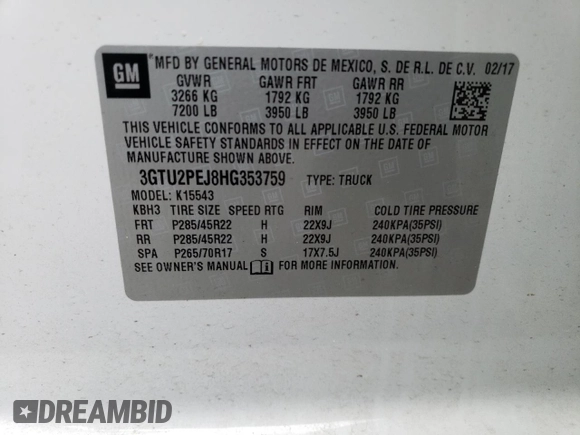 GM
MFD BY GENERAL MOTORS DE MEXICO, S. DE R.L. DE C.V. 02/17
GVWR GAWR FRT GAWR RR
3266 KG 1792 KG 1792 KG
7200 LB 3950 LB 3950 LB
THIS VEHICLE CONFORMS TO ALL APPLICABLE U.S. FEDERAL MOTOR
VEHICLE SAFETY STANDARDS IN EFFECT ON THE DATE OF
MANUFACTURE SHOWN ABOVE.
3GTU2PEJ8HG353759 TYPE: TRUCK
MODEL: K15543
KBH3 TIRE SIZE SPEED RTG RIM COLD TIRE PRESSURE
FRT P285/45R22 H 22X9J 240KPA(35PSI)
RR P285/45R22 H 22X9J 240KPA(35PSI)
SPA P265/70R17 S 17X7.5J 240KPA(35PSI)
SEE OWNER'S MANUAL FOR MORE INFORMATION.
DREAMBID